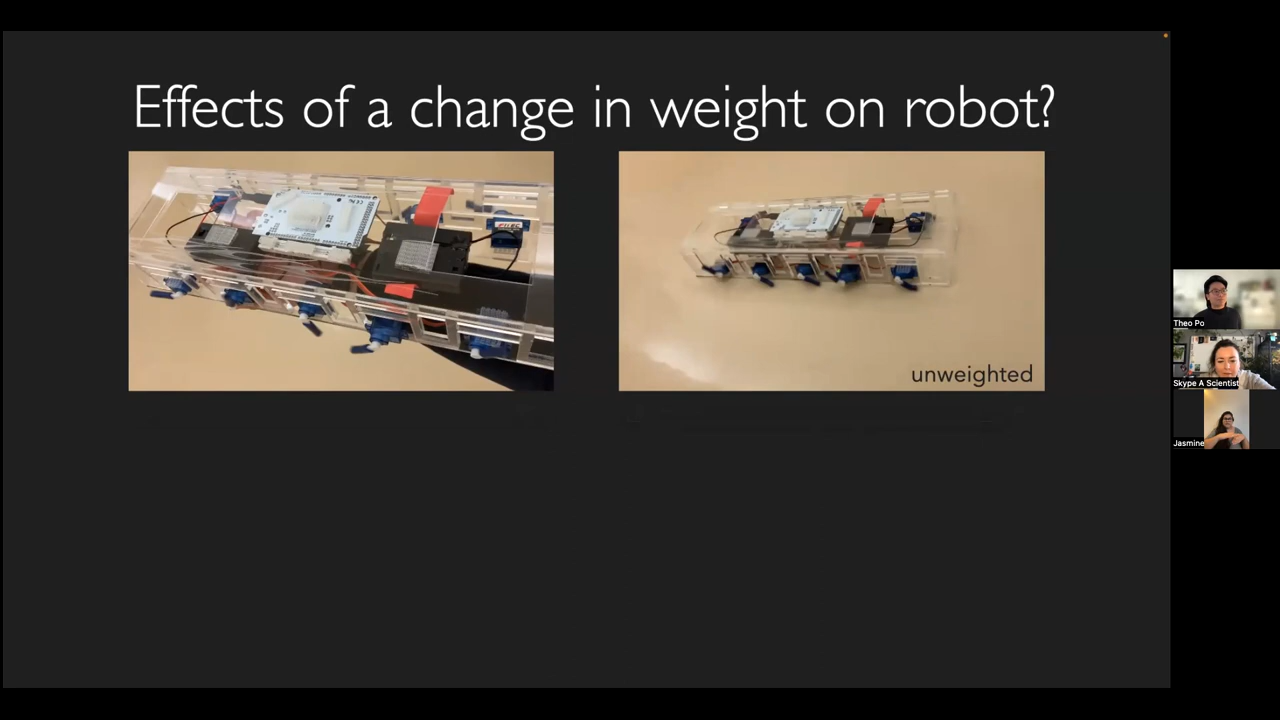 Effects of a change in weight on robot?
unweighted
Theo Po
Skype A Scientist
Jasmine